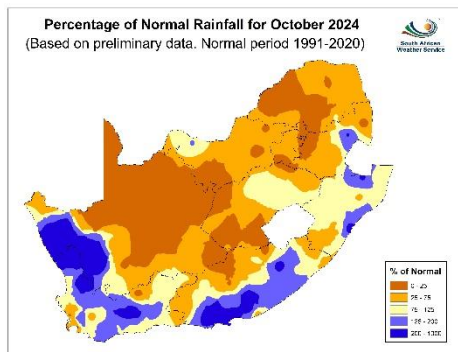 Percentage of Normal Rainfall for October 2024
(Based on preliminary data. Normal period 1991-2020)
South African
Weather Service
% of Normal
0 - 25
25 - 75
75 - 125
125 - 200
200 - 1000